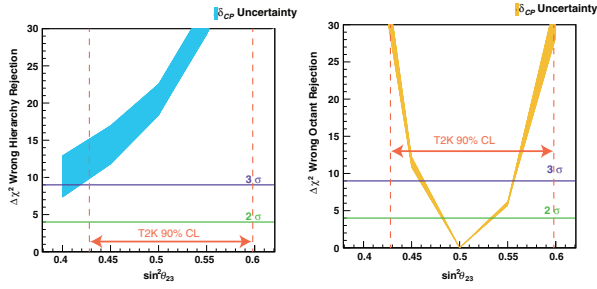 δCP Uncertainty
Δχ² Wrong Hierarchy Rejection
30
25
20
15
10
5
0
3 σ
2 σ
T2K 90% CL
0.4
0.45
0.5
0.55
0.6
sin²θ₂₃
δCP Uncertainty
Δχ² Wrong Octant Rejection
30
25
20
15
10
5
0
T2K 90% CL
3 σ
2 σ
0.4
0.45
0.5
0.55
0.6
sin²θ₂₃